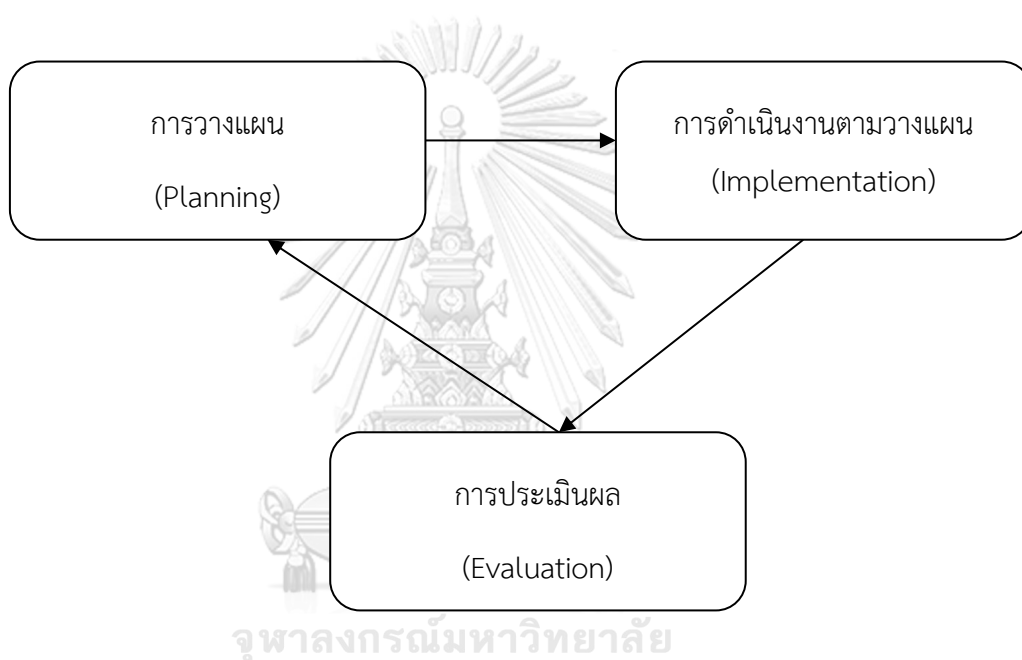 การวางแผน
(Planning)
การดำเนินงานตามวางแผน
(Implementation)
การประเมินผล
(Evaluation)
จุฬาลงกรณ์มหาวิทยาลัย